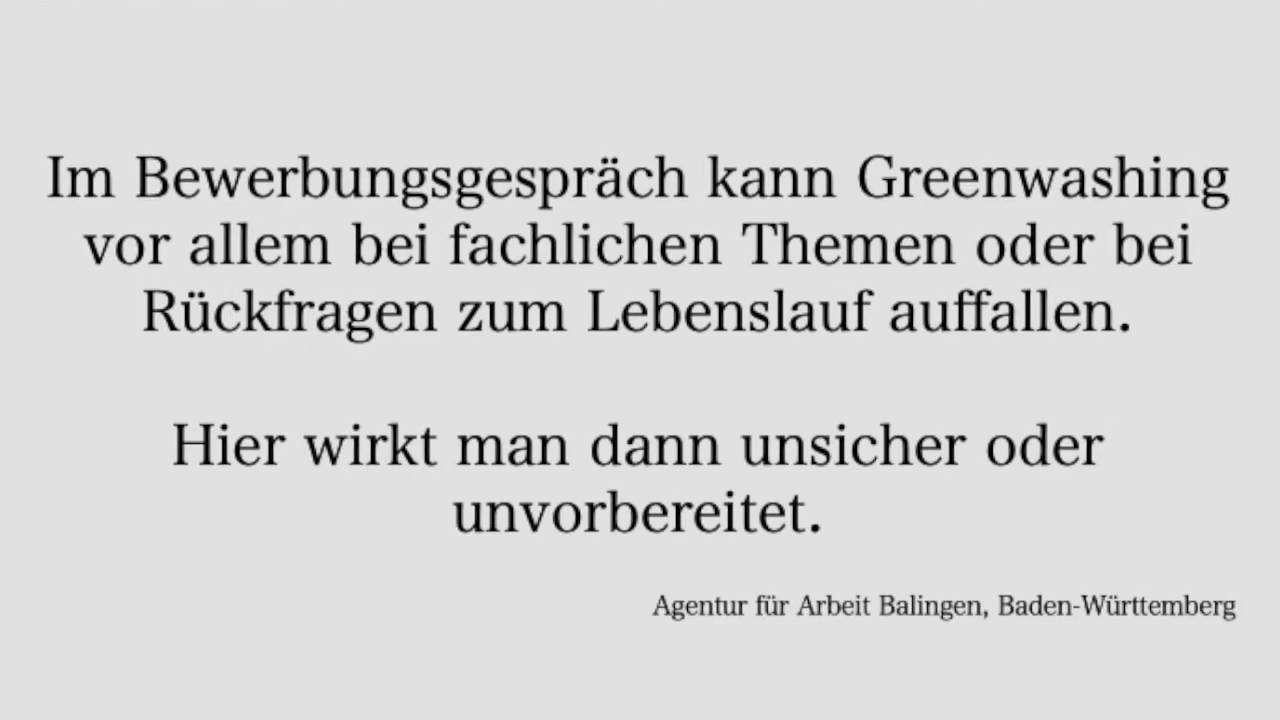 Im Bewerbungsgespräch kann Greenwashing
vor allem bei fachlichen Themen oder bei
Rückfragen zum Lebenslauf auffallen.
Hier wirkt man dann unsicher oder
unvorbereitet.
Agentur für Arbeit Balingen, Baden-Württemberg